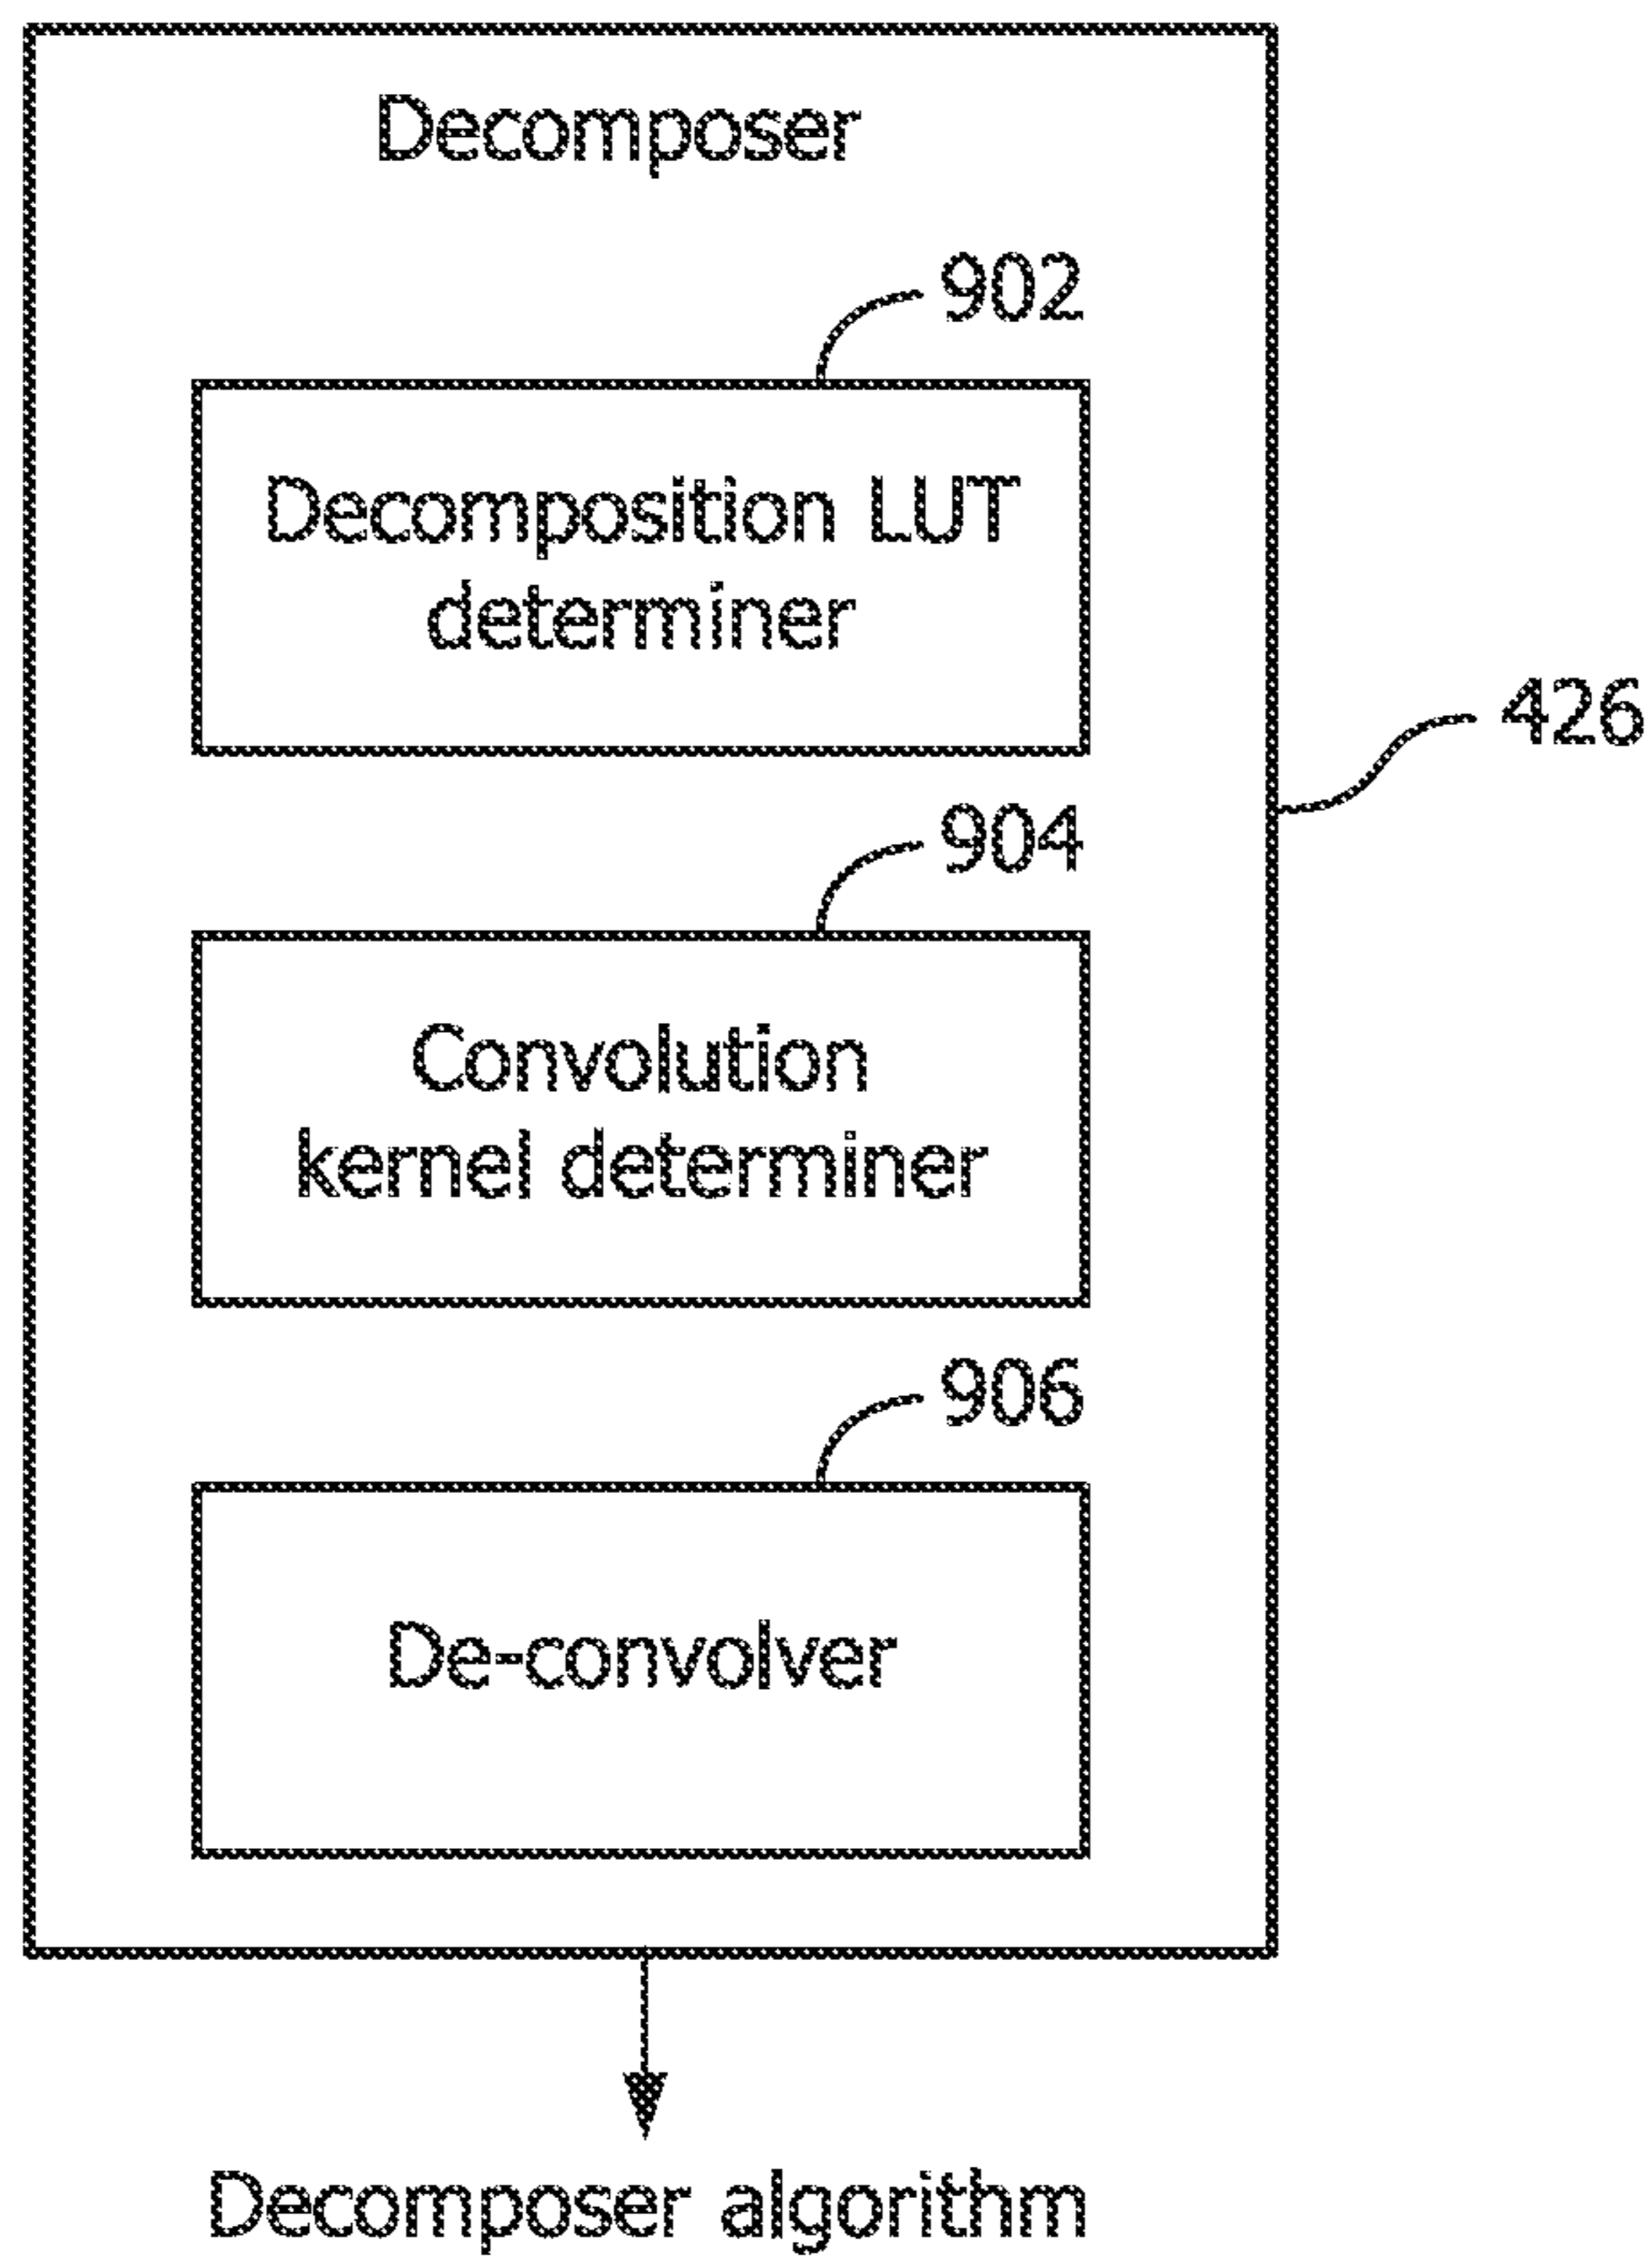 Decomposer
902
Decomposition LUT
determiner
426
904
Convolution
kernel determiner
906
De-convolver
Decomposer algorithm